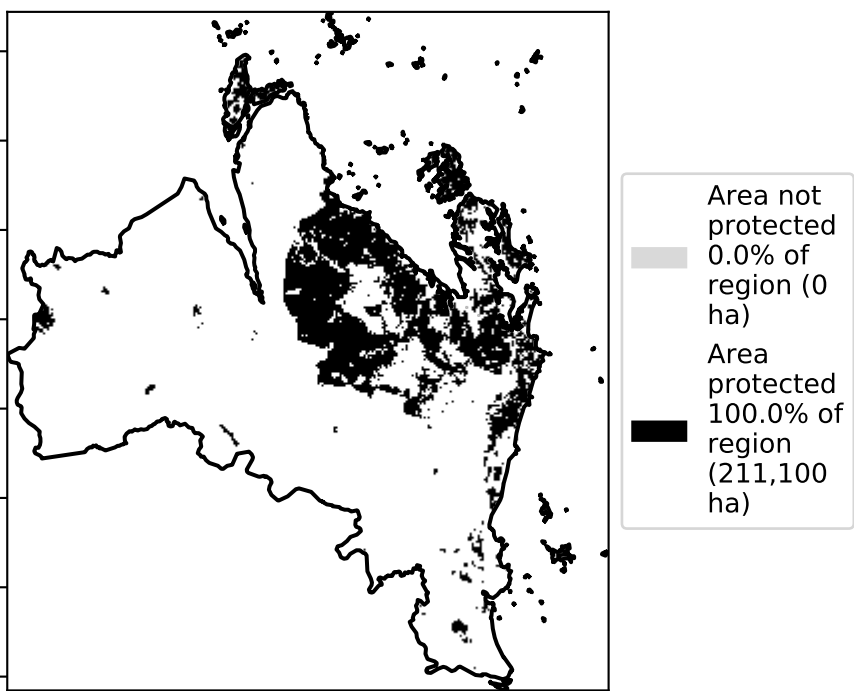 Area not
protected
0.0% of
region (0
ha)
Area
protected
100.0% of
region
(211,100
ha)